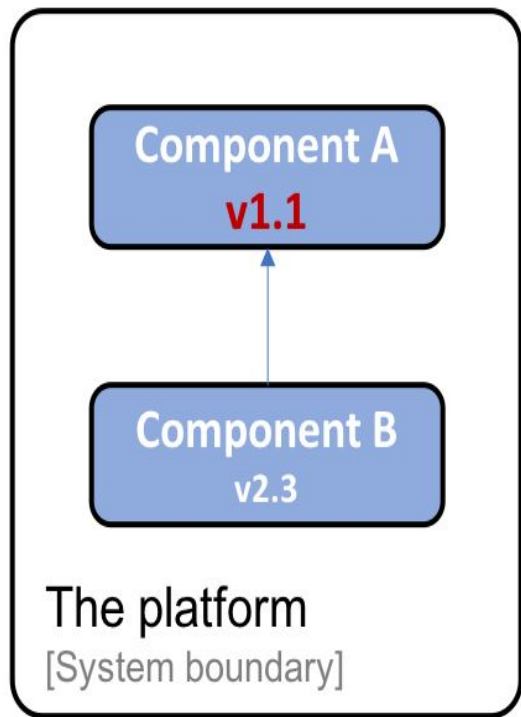 Component A
v1.1
Component B
v2.3
The platform
[System boundary]